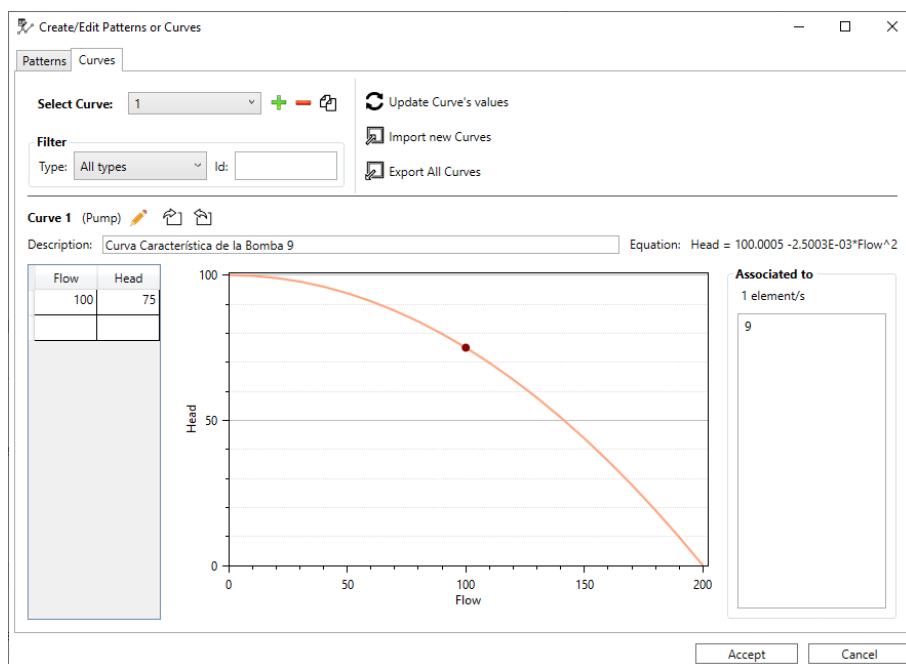 Create/Edit Patterns or Curves
Patterns Curves
Select Curve: 1
Update Curve's values
Filter
Import new Curves
Type: All types Id:
Export All Curves
Curve 1 (Pump)
Description: Curva Característica de la Bomba 9 Equation: Head = 100.0005 -2.5003E-03*Flow^2
Flow Head
100 75
100
50
0
Head
0 50 100 150 200
Flow
Associated to
1 element/s
9
Accept Cancel